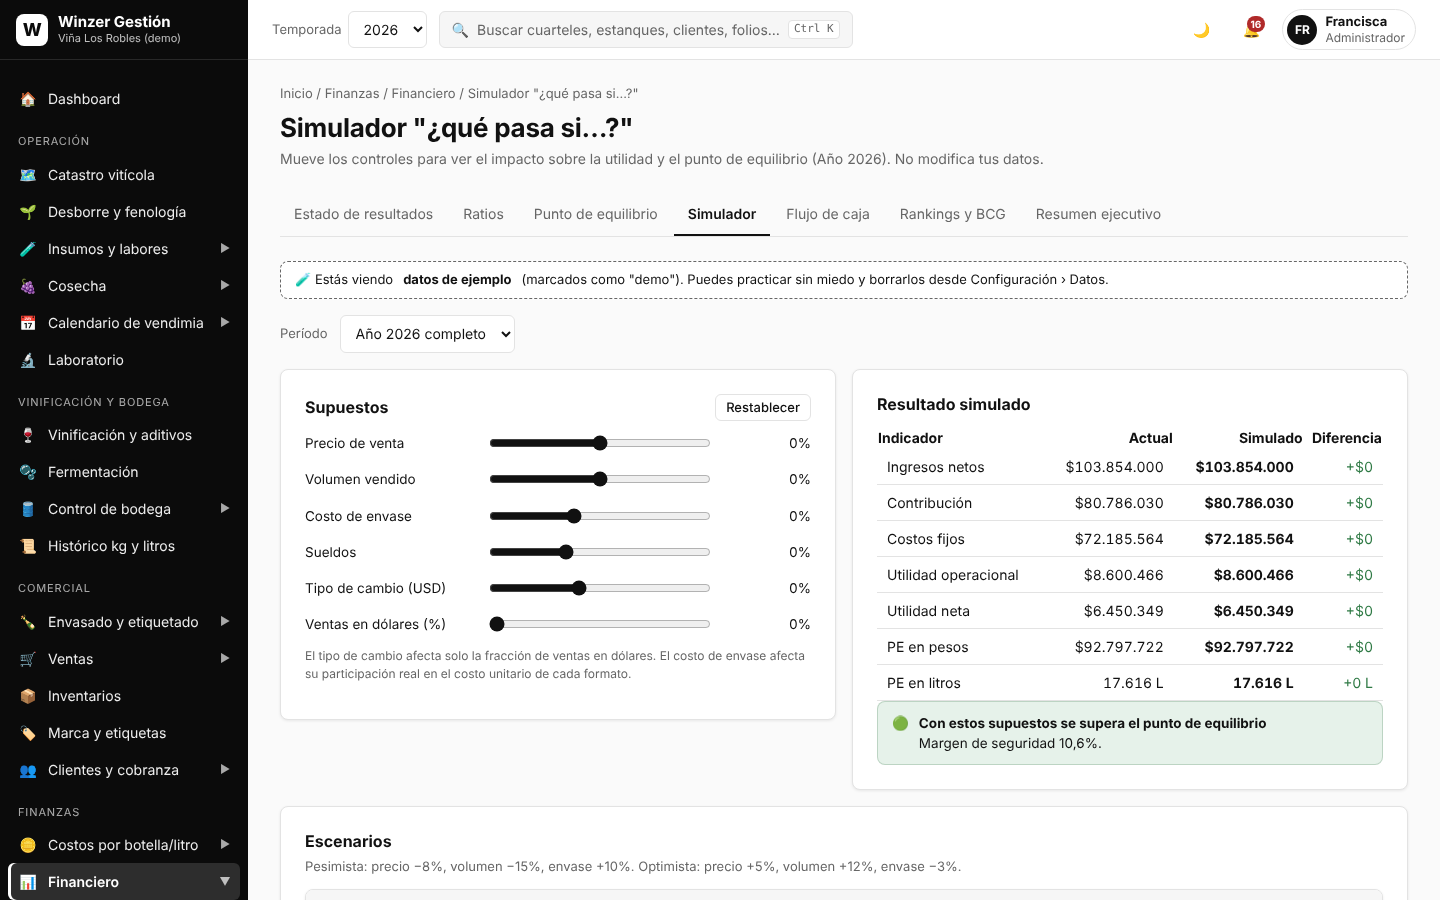 W
Winzer Gestión
Viña Los Robles (demo)
Dashboard
OPERACIÓN
Catastro vitícola
Desborre y fenología
Insumos y labores
Cosecha
Calendario de vendimia
Laboratorio
VINIFICACIÓN Y BODEGA
Vinificación y aditivos
Fermentación
Control de bodega
Histórico kg y litros
COMERCIAL
Envasado y etiquetado
Ventas
Inventarios
Marca y etiquetas
Clientes y cobranza
FINANZAS
Costos por botella/litro
Financiero
Temporada 2026 Buscar cuarteles, estanques, clientes, folios... Ctrl K
16
FR
Francisca
Administrador
Inicio / Finanzas / Financiero / Simulador "¿qué pasa si...?"
Simulador "¿qué pasa si...?"
Mueve los controles para ver el impacto sobre la utilidad y el punto de equilibrio (Año 2026). No modifica tus datos.
Estado de resultados Ratios Punto de equilibrio Simulador Flujo de caja Rankings y BCG Resumen ejecutivo
Estás viendo datos de ejemplo (marcados como "demo"). Puedes practicar sin miedo y borrarlos desde Configuración › Datos.
Período Año 2026 completo
Supuestos Restablecer
Precio de venta 0%
Volumen vendido 0%
Costo de envase 0%
Sueldos 0%
Tipo de cambio (USD) 0%
Ventas en dólares (%) 0%
El tipo de cambio afecta solo la fracción de ventas en dólares. El costo de envase afecta
su participación real en el costo unitario de cada formato.
Resultado simulado
Indicador Actual Simulado Diferencia
Ingresos netos $103.854.000 $103.854.000 +$0
Contribución $80.786.030 $80.786.030 +$0
Costos fijos $72.185.564 $72.185.564 +$0
Utilidad operacional $8.600.466 $8.600.466 +$0
Utilidad neta $6.450.349 $6.450.349 +$0
PE en pesos $92.797.722 $92.797.722 +$0
PE en litros 17.616 L 17.616 L +0 L
Con estos supuestos se supera el punto de equilibrio
Margen de seguridad 10,6%.
Escenarios
Pesimista: precio −8%, volumen −15%, envase +10%. Optimista: precio +5%, volumen +12%, envase −3%.